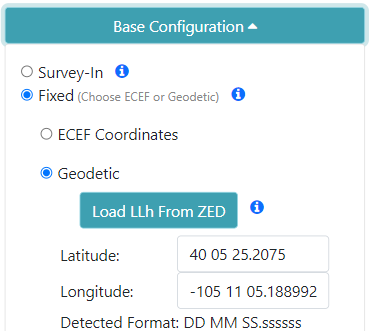 Base Configuration
Survey-In
Fixed (Choose ECEF or Geodetic)
ECEF Coordinates
Geodetic
Load LLh From ZED
Latitude: 40 05 25.2075
Longitude: -105 11 05.188992
Detected Format: DD MM SS.ssssss